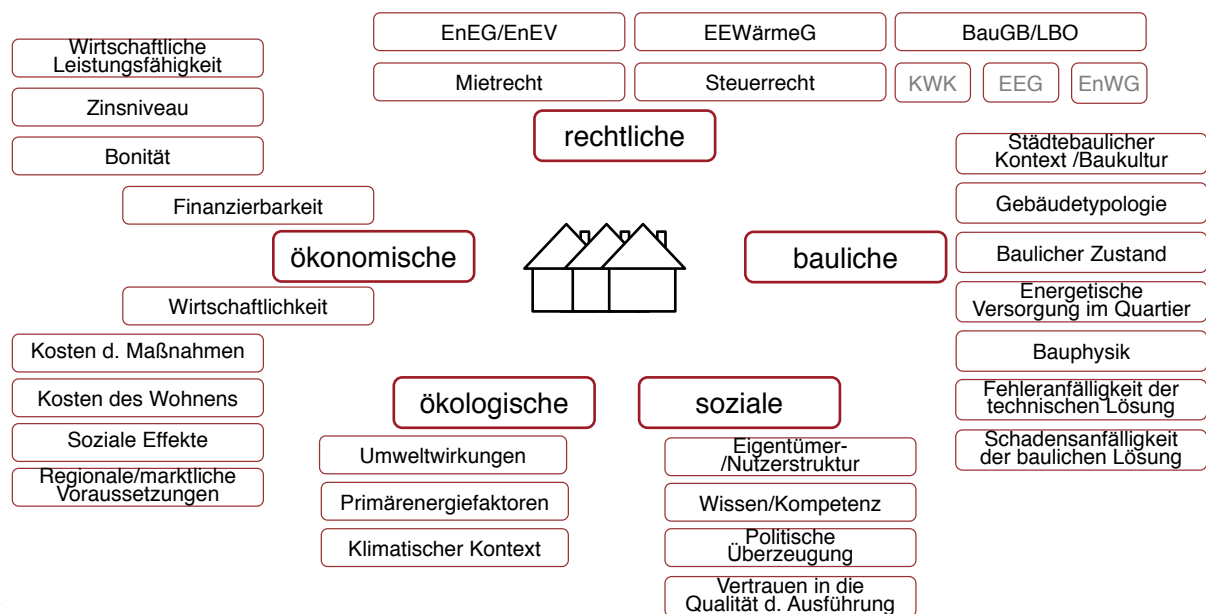 EnEG/EnEV
EEWärmeG
BauGB/LBO
Mietrecht
Steuerrecht
KWK
EEG
EnWG
rechtliche
Wirtschaftliche
Leistungsfähigkeit
Zinsniveau
Bonität
Finanzierbarkeit
ökonomische
Wirtschaftlichkeit
Kosten d. Maßnahmen
Kosten des Wohnens
Soziale Effekte
Regionale/marktliche
Voraussetzungen
bauliche
Städtebaulicher
Kontext /Baukultur
Gebäudetypologie
Baulicher Zustand
Energetische
Versorgung im Quartier
Bauphysik
Fehleranfälligkeit der
technischen Lösung
Schadensanfälligkeit
der baulichen Lösung
ökologische
Umweltwirkungen
Primärenergiefaktoren
Klimatischer Kontext
soziale
Eigentümer-
/Nutzerstruktur
Wissen/Kompetenz
Politische
Überzeugung
Vertrauen in die
Qualität d. Ausführung